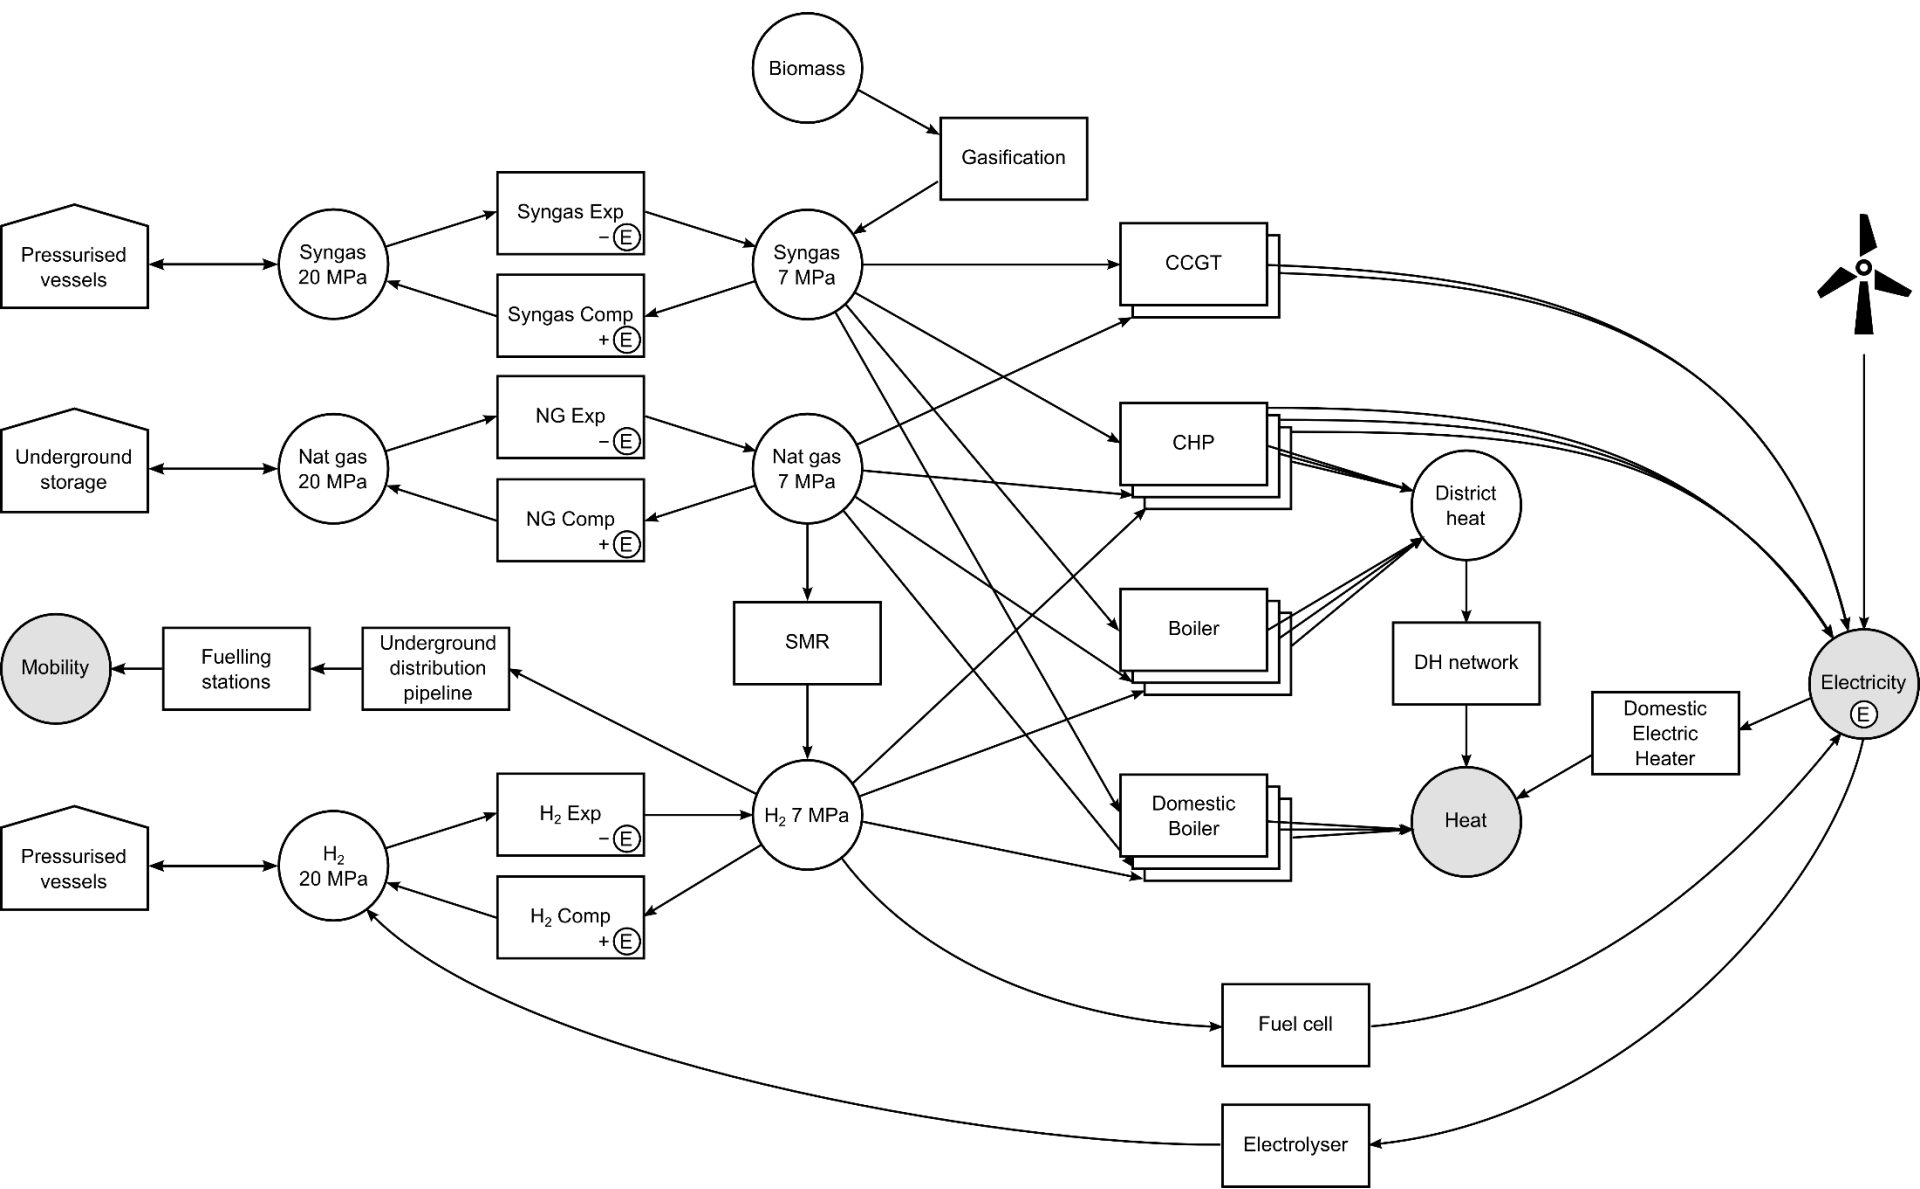 Biomass
Gasification
Pressurised
vessels
Syngas
20 MPa
Syngas Exp
− E
Syngas Comp
+ E
Syngas
7 MPa
CCGT
Underground
storage
Nat gas
20 MPa
NG Exp
− E
NG Comp
+ E
Nat gas
7 MPa
CHP
District
heat
Mobility
Fuelling
stations
Underground
distribution
pipeline
SMR
Boiler
DH network
Domestic
Electric
Heater
Electricity
E
Pressurised
vessels
H₂
20 MPa
H₂ Exp
− E
H₂ Comp
+ E
H₂ 7 MPa
Domestic
Boiler
Heat
Fuel cell
Electrolyser